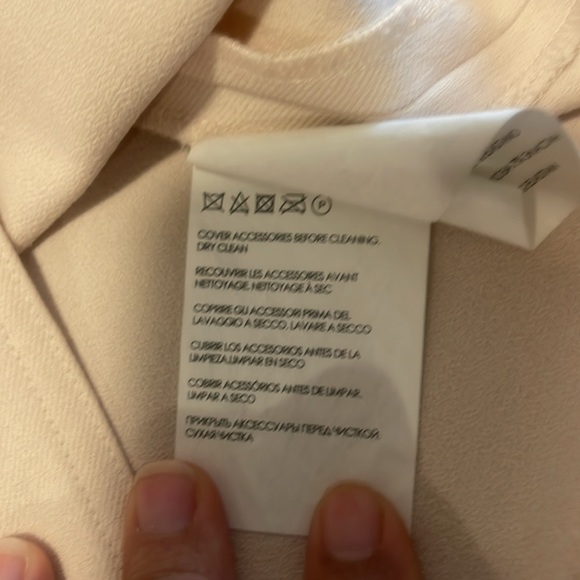 P
COVER ACCESSORIES BEFORE CLEANING.
DRY CLEAN
RECOUVRIR LES ACCESSOIRES AVANT
NETTOYAGE. NETTOYAGE À SEC
COPRIRE GLI ACCESSORI PRIMA DEL
LAVAGGIO A SECCO. LAVARE A SECCO
CUBRIR LOS ACCESORIOS ANTES DE LA
LIMPIEZA.LIMPIAR EN SECO
COBRIR ACESSÓRIOS ANTES DE LIMPAR.
LIMPAR A SECO
ПРИКРЫТЬ АКСЕССУАРЫ ПЕРЕД ЧИСТКОЙ.
СУХАЯ ЧИСТКА